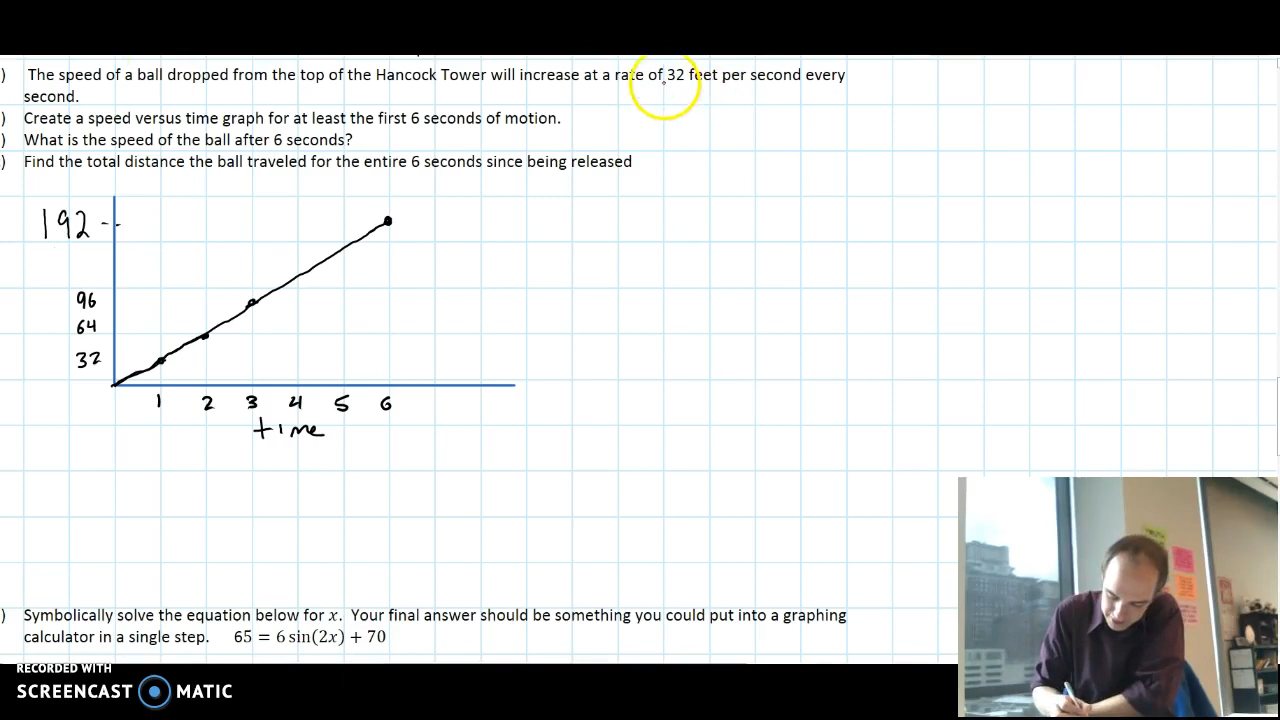 ) The speed of a ball dropped from the top of the Hancock Tower will increase at a rate of 32 feet per second every
second.
) Create a speed versus time graph for at least the first 6 seconds of motion.
) What is the speed of the ball after 6 seconds?
) Find the total distance the ball traveled for the entire 6 seconds since being released
192
96
64
32
1 2 3 4 5 6
time
) Symbolically solve the equation below for x. Your final answer should be something you could put into a graphing
calculator in a single step. 65 = 6 sin(2x) + 70
RECORDED WITH
SCREENCAST MATIC